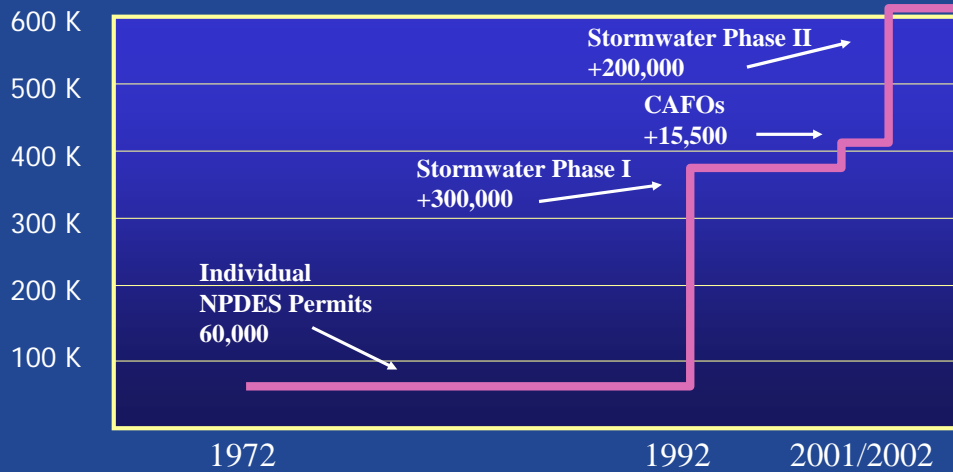 600 K
500 K
400 K
300 K
200 K
100 K
Stormwater Phase II
+200,000
CAFOs
+15,500
Stormwater Phase I
+300,000
Individual
NPDES Permits
60,000
1972
1992
2001/2002